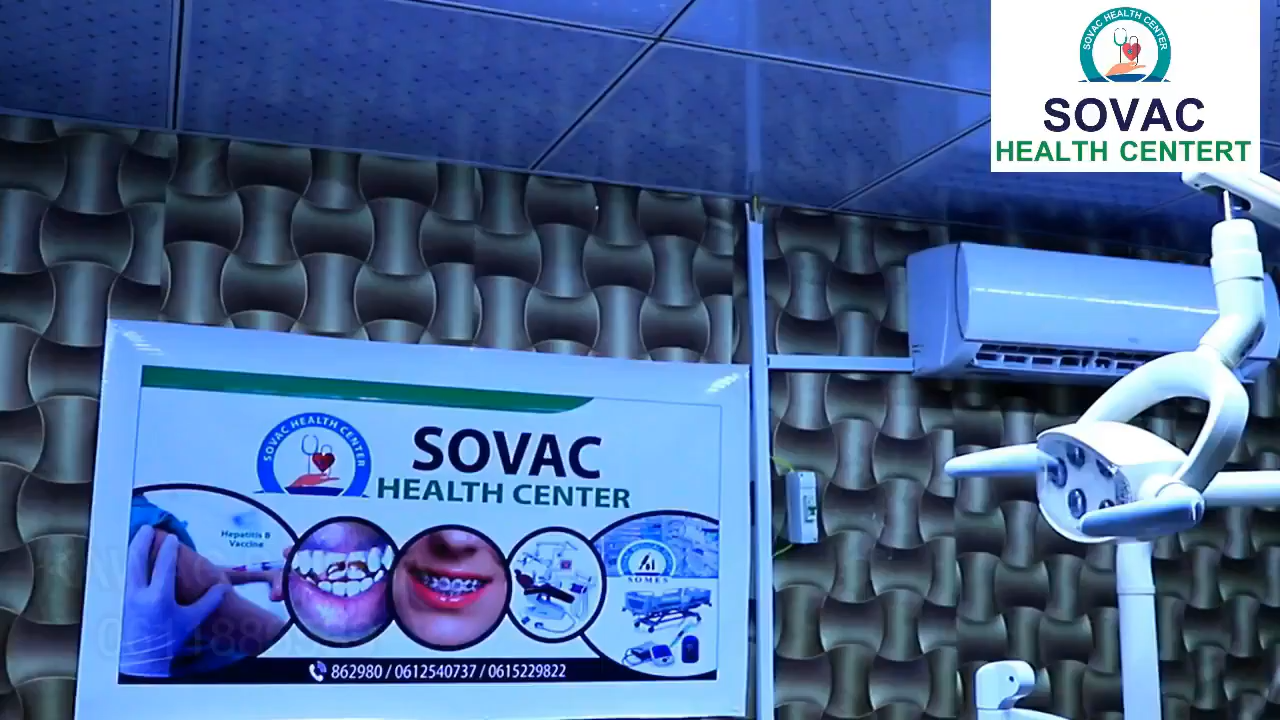 SOVAC HEALTH CENTER
SOVAC
HEALTH CENTERT
SOVAC HEALTH CENTER
SOVAC
HEALTH CENTER
Hepatitis B
Vaccine
SOMES
862980 / 0612540737 / 0615229822